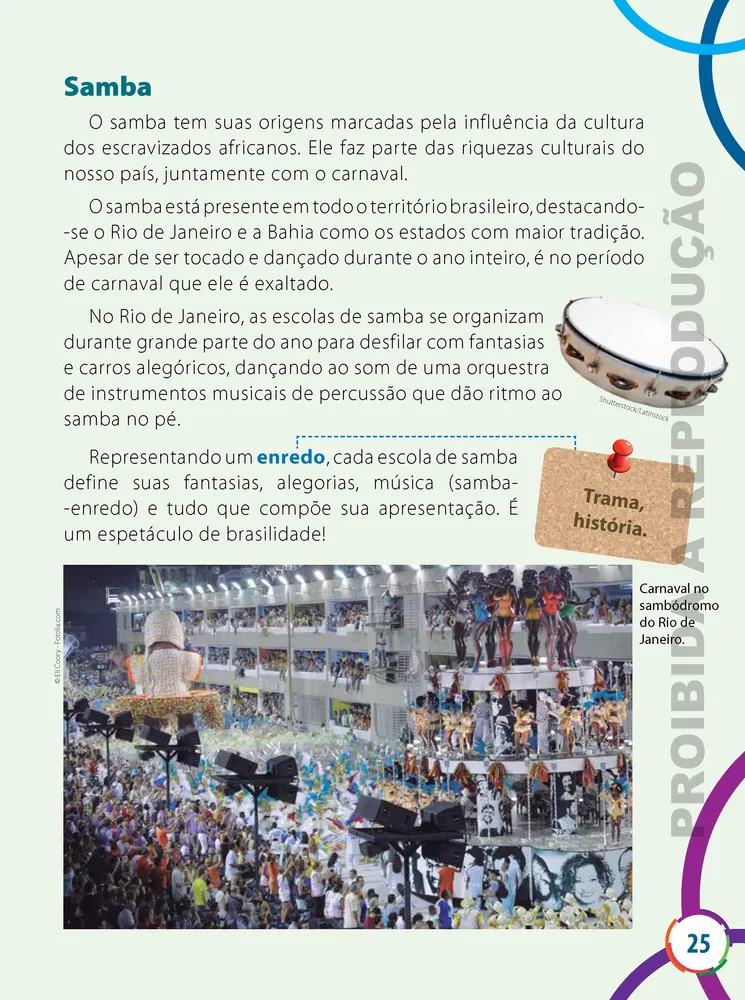 Samba
O samba tem suas origens marcadas pela influência da cultura
dos escravizados africanos. Ele faz parte das riquezas culturais do
nosso país, juntamente com o carnaval.
O samba está presente em todo o território brasileiro, destacando-
-se o Rio de Janeiro e a Bahia como os estados com maior tradição.
Apesar de ser tocado e dançado durante o ano inteiro, é no período
de carnaval que ele é exaltado.
No Rio de Janeiro, as escolas de samba se organizam
durante grande parte do ano para desfilar com fantasias
e carros alegóricos, dançando ao som de uma orquestra
de instrumentos musicais de percussão que dão ritmo ao
samba no pé.
Shutterstock/Latinstock
Representando um enredo, cada escola de samba
define suas fantasias, alegorias, música (samba-
-enredo) e tudo que compõe sua apresentação. É
um espetáculo de brasilidade!
Trama,
história.
Carnaval no
sambódromo
do Rio de
Janeiro.
© Eli Coory - Fotolia.com
PROIBIDA A REPRODUÇÃO
25